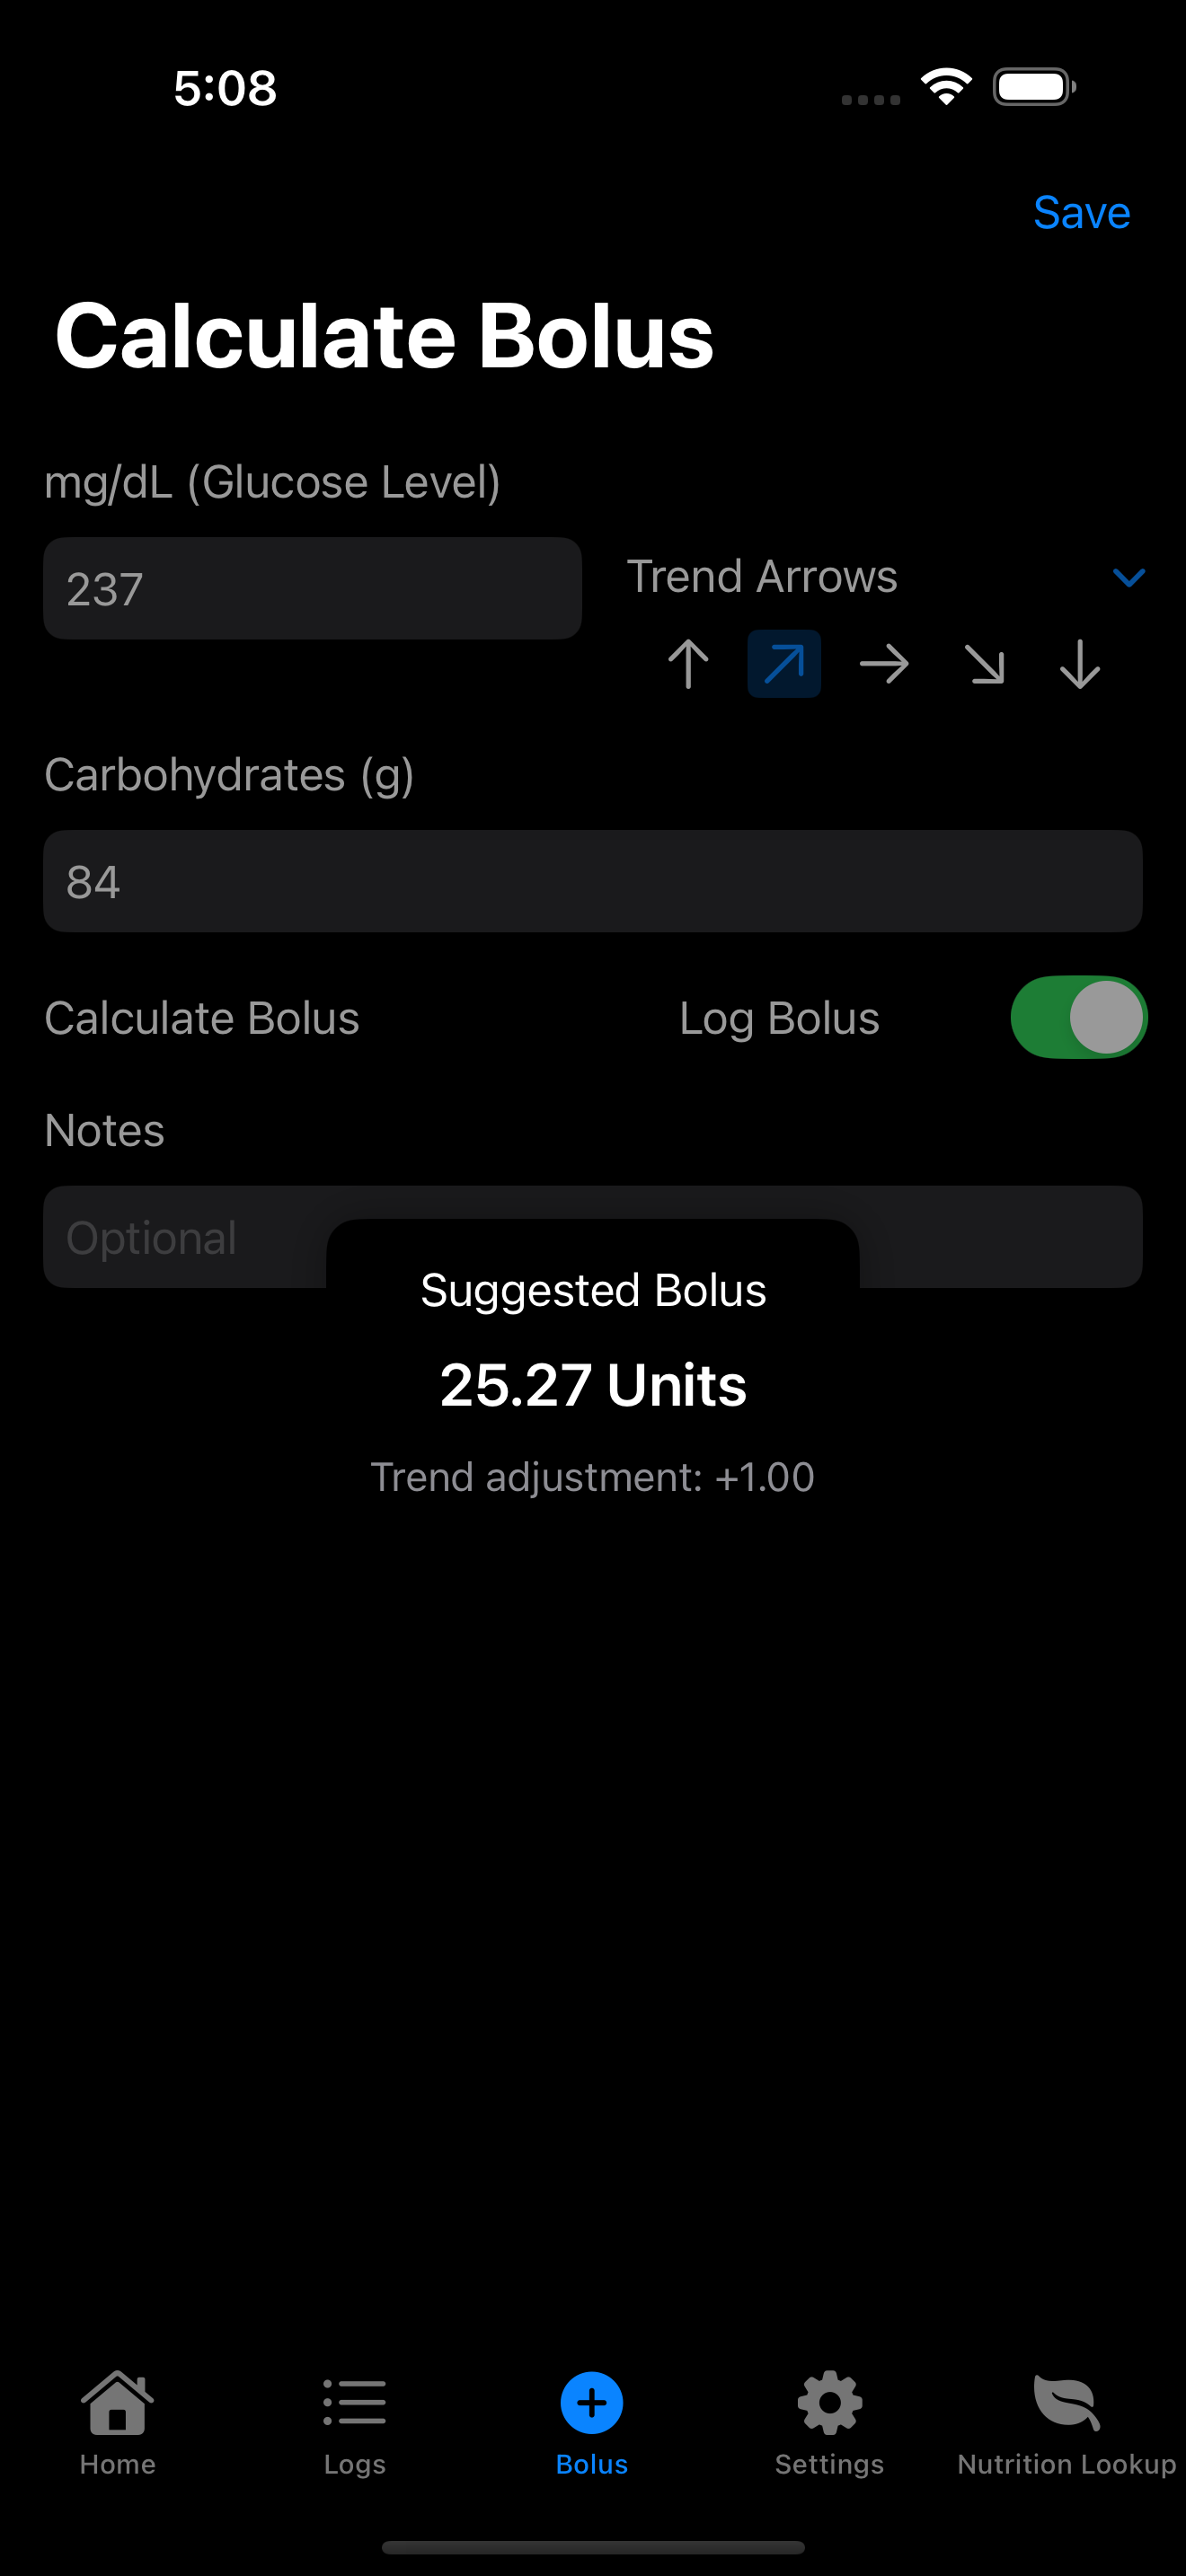 5:08
Save
Calculate Bolus
mg/dL (Glucose Level)
237
Trend Arrows
Carbohydrates (g)
84
Calculate Bolus
Log Bolus
Notes
Optional
Suggested Bolus
25.27 Units
Trend adjustment: +1.00
Home
Logs
Bolus
Settings
Nutrition Lookup